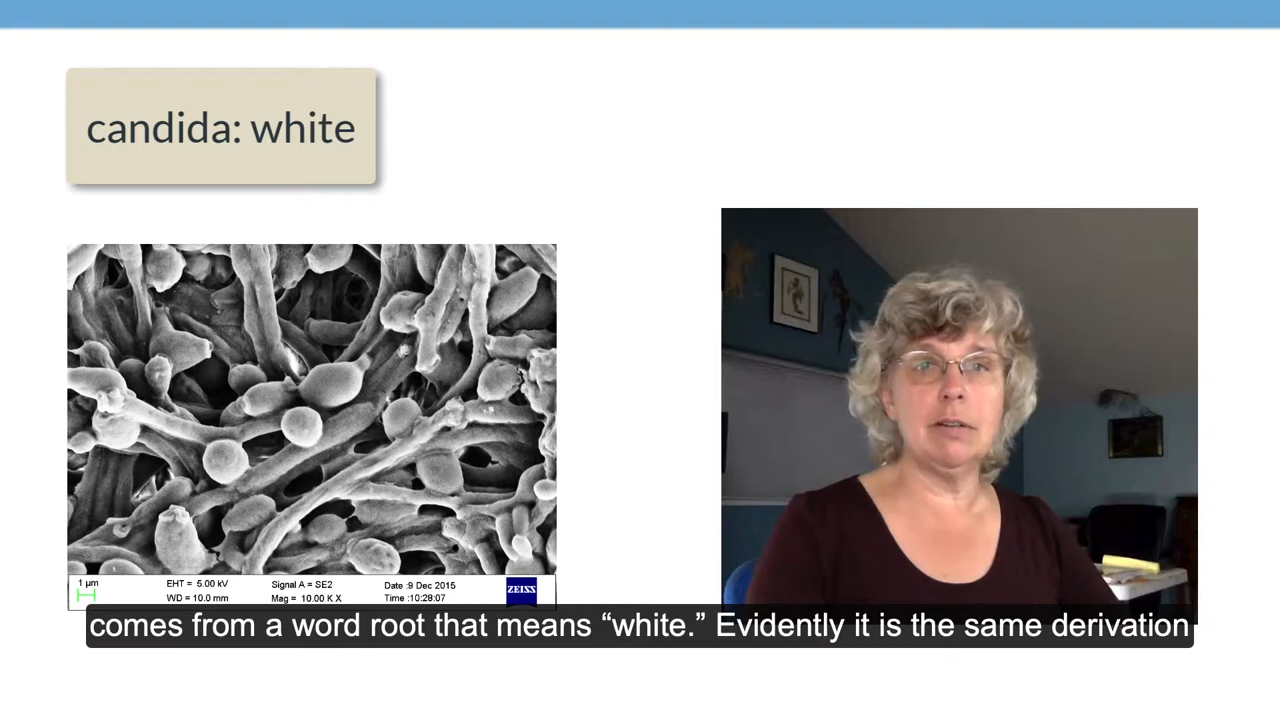 candida: white
1 µm
EHT = 5.00 kV
Signal A = SE2
Date :9 Dec 2015
ZEISS
WD = 10.0 mm
Mag = 10.00 K X
Time :10:28:07
comes from a word root that means “white.” Evidently it is the same derivation